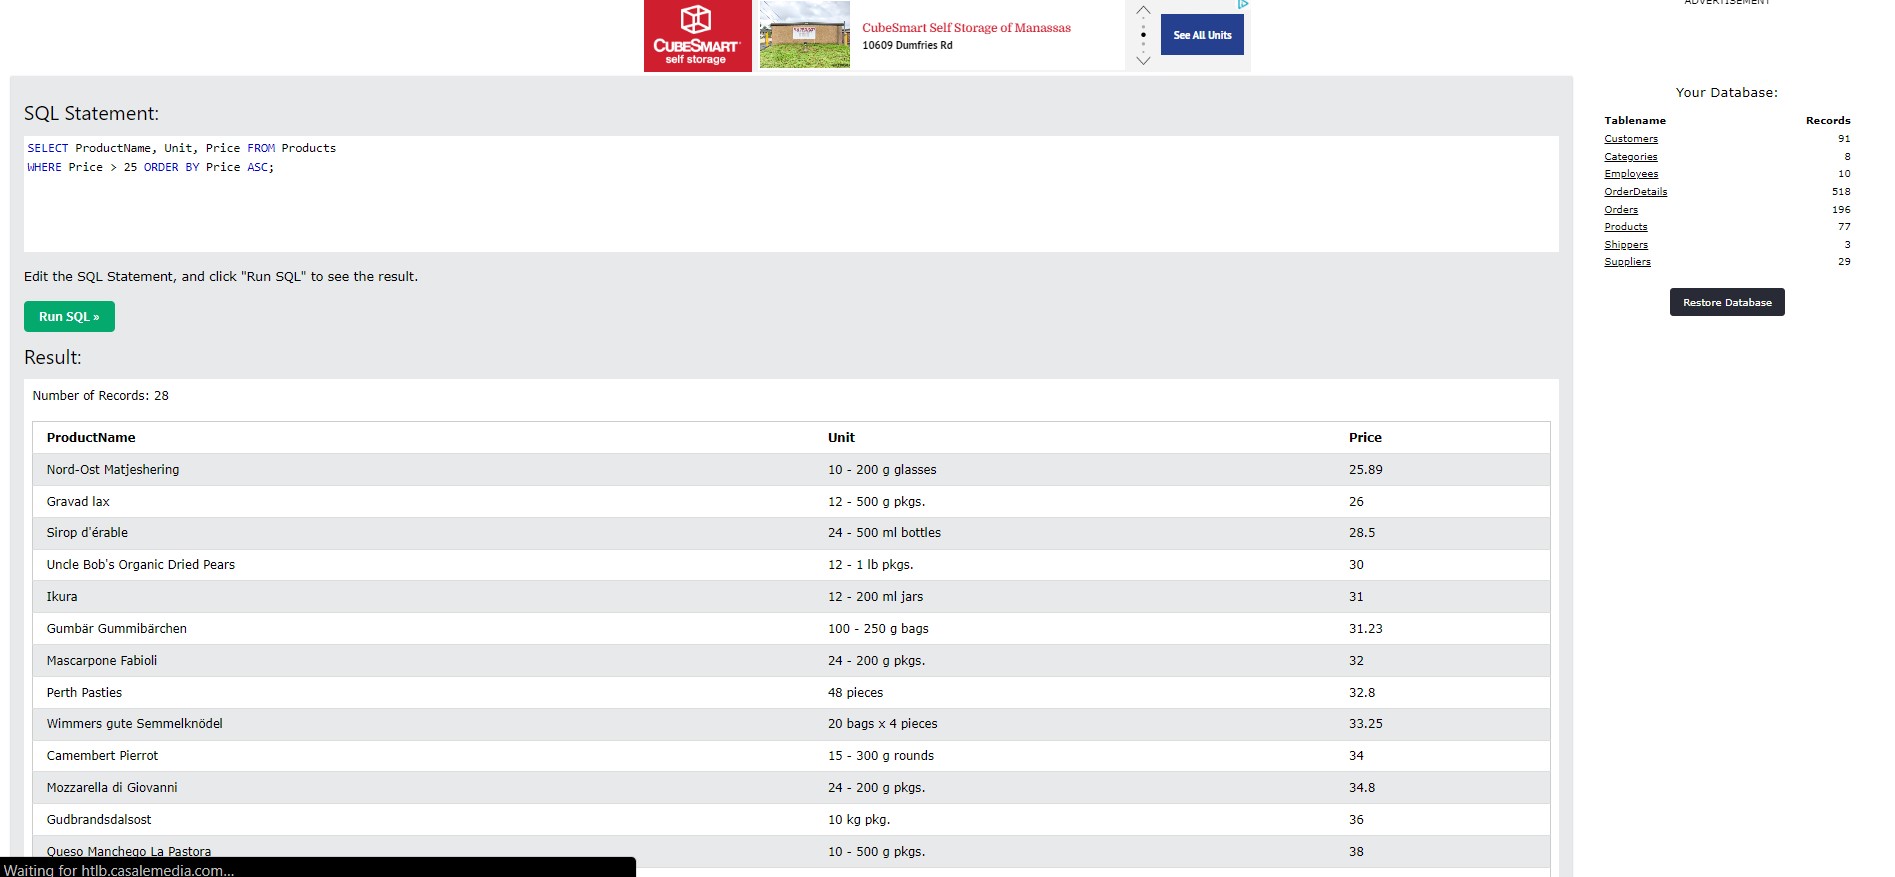 ADVERTISEMENT
CUBESMART
self storage
CubeSmart Self Storage of Manassas
10609 Dumfries Rd
See All Units
SQL Statement:
SELECT ProductName, Unit, Price FROM Products
WHERE Price > 25 ORDER BY Price ASC;
Edit the SQL Statement, and click "Run SQL" to see the result.
Run SQL »
Result:
Number of Records: 28
ProductName Unit Price
Nord-Ost Matjeshering 10 - 200 g glasses 25.89
Gravad lax 12 - 500 g pkgs. 26
Sirop d'érable 24 - 500 ml bottles 28.5
Uncle Bob's Organic Dried Pears 12 - 1 lb pkgs. 30
Ikura 12 - 200 ml jars 31
Gumbär Gummibärchen 100 - 250 g bags 31.23
Mascarpone Fabioli 24 - 200 g pkgs. 32
Perth Pasties 48 pieces 32.8
Wimmers gute Semmelknödel 20 bags x 4 pieces 33.25
Camembert Pierrot 15 - 300 g rounds 34
Mozzarella di Giovanni 24 - 200 g pkgs. 34.8
Gudbrandsdalsost 10 kg pkg. 36
Queso Manchego La Pastora 10 - 500 g pkgs. 38
Waiting for htlb.casalemedia.com...
Your Database:
Tablename Records
Customers 91
Categories 8
Employees 10
OrderDetails 518
Orders 196
Products 77
Shippers 3
Suppliers 29
Restore Database